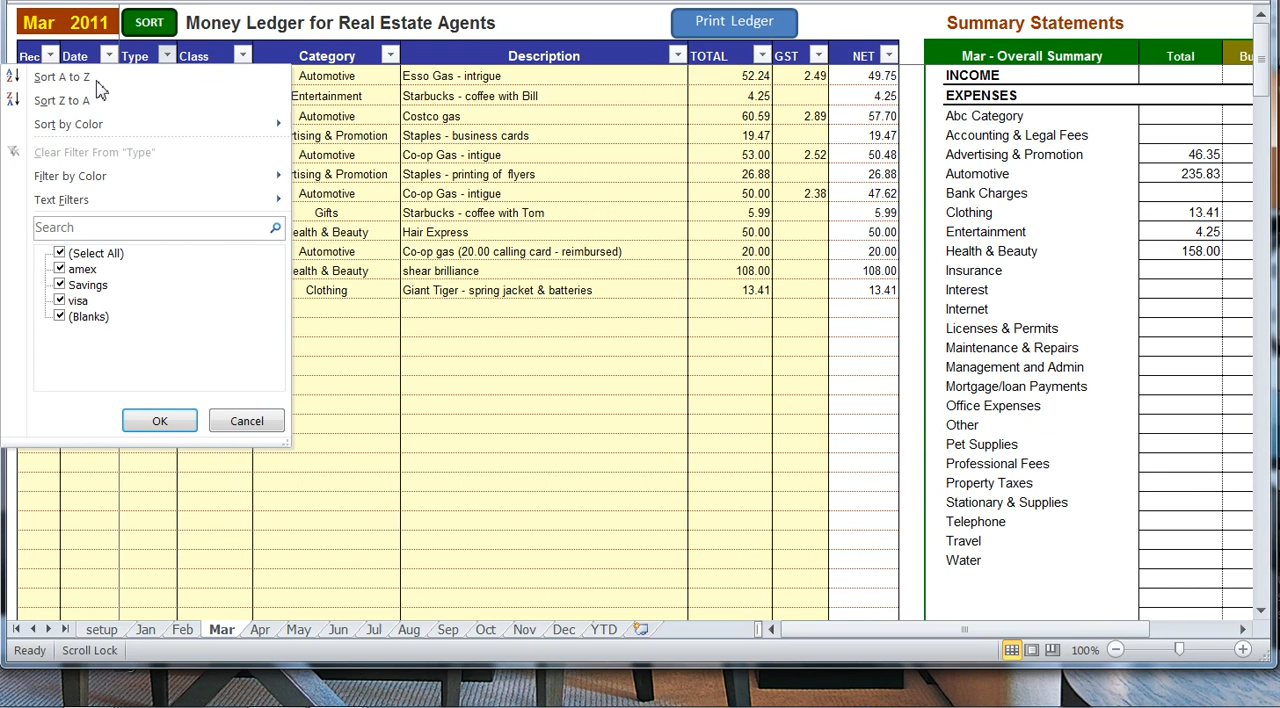 Mar 2011 SORT Money Ledger for Real Estate Agents Print Ledger Summary Statements
Rec Date Type Class Category Description TOTAL GST NET Mar - Overall Summary Total Bu
Sort A to Z
Sort Z to A
Sort by Color
Clear Filter From "Type"
Filter by Color
Text Filters
Search
(Select All)
amex
Savings
visa
(Blanks)
OK Cancel
Automotive Esso Gas - intrigue 52.24 2.49 49.75
Entertainment Starbucks - coffee with Bill 4.25 4.25
Automotive Costco gas 60.59 2.89 57.70
rtising & Promotion Staples - business cards 19.47 19.47
Automotive Co-op Gas - intigue 53.00 2.52 50.48
rtising & Promotion Staples - printing of flyers 26.88 26.88
Automotive Co-op Gas - intigue 50.00 2.38 47.62
Gifts Starbucks - coffee with Tom 5.99 5.99
ealth & Beauty Hair Express 50.00 50.00
Automotive Co-op gas (20.00 calling card - reimbursed) 20.00 20.00
ealth & Beauty shear brilliance 108.00 108.00
Clothing Giant Tiger - spring jacket & batteries 13.41 13.41
INCOME
EXPENSES
Abc Category
Accounting & Legal Fees
Advertising & Promotion 46.35
Automotive 235.83
Bank Charges
Clothing 13.41
Entertainment 4.25
Health & Beauty 158.00
Insurance
Interest
Internet
Licenses & Permits
Maintenance & Repairs
Management and Admin
Mortgage/loan Payments
Office Expenses
Other
Pet Supplies
Professional Fees
Property Taxes
Stationary & Supplies
Telephone
Travel
Water
setup Jan Feb Mar Apr May Jun Jul Aug Sep Oct Nov Dec YTD
Ready Scroll Lock 100%